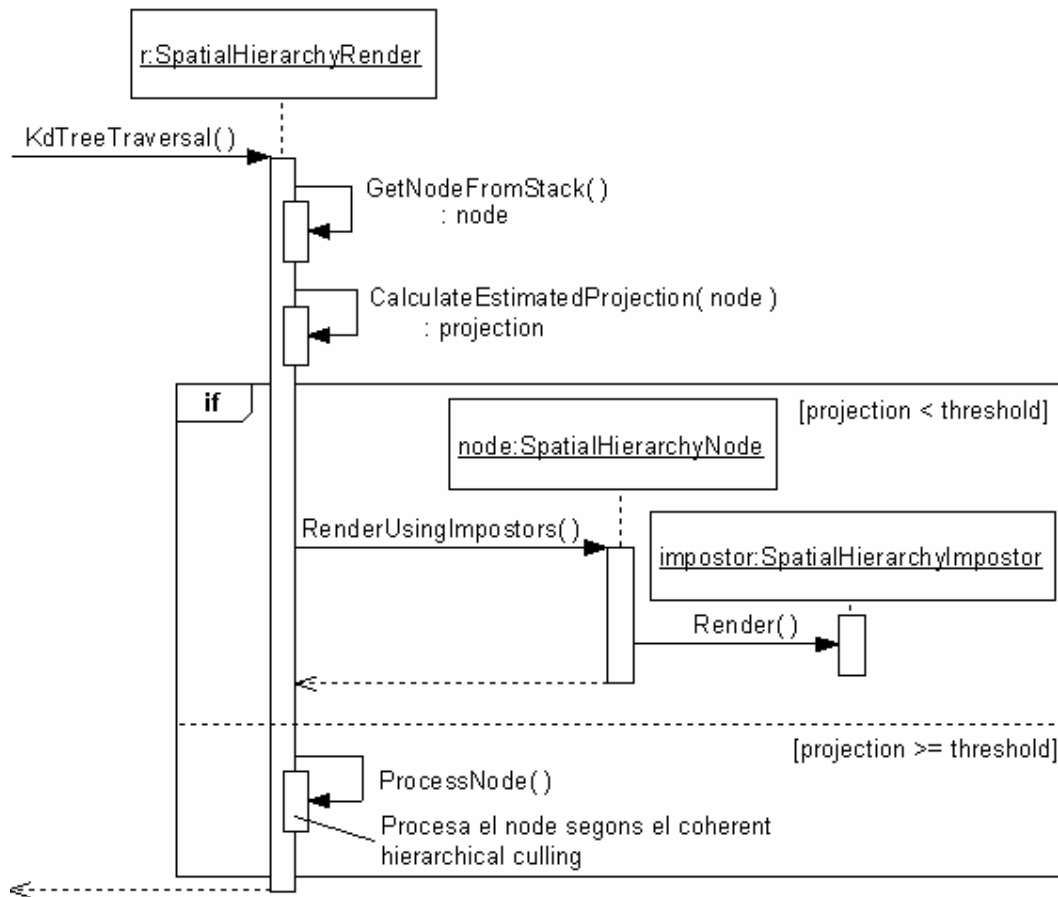 r:SpatialHierarchyRender
KdTreeTraversal()
GetNodeFromStack()
: node
CalculateEstimatedProjection( node )
: projection
if
[projection < threshold]
node:SpatialHierarchyNode
RenderUsingImpostors()
impostor:SpatialHierarchyImpostor
Render()
[projection >= threshold]
ProcessNode()
Procesa el node segons el coherent
hierarchical culling